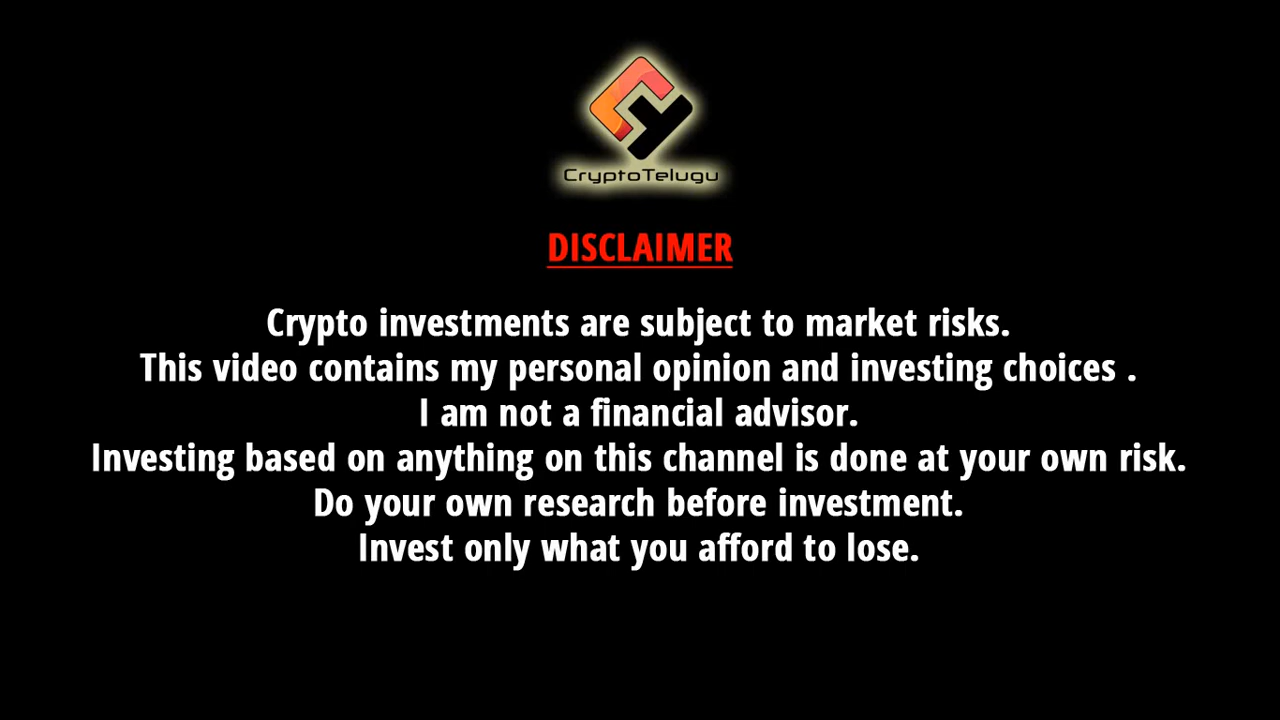 CryptoTelugu
DISCLAIMER
Crypto investments are subject to market risks.
This video contains my personal opinion and investing choices .
I am not a financial advisor.
Investing based on anything on this channel is done at your own risk.
Do your own research before investment.
Invest only what you afford to lose.